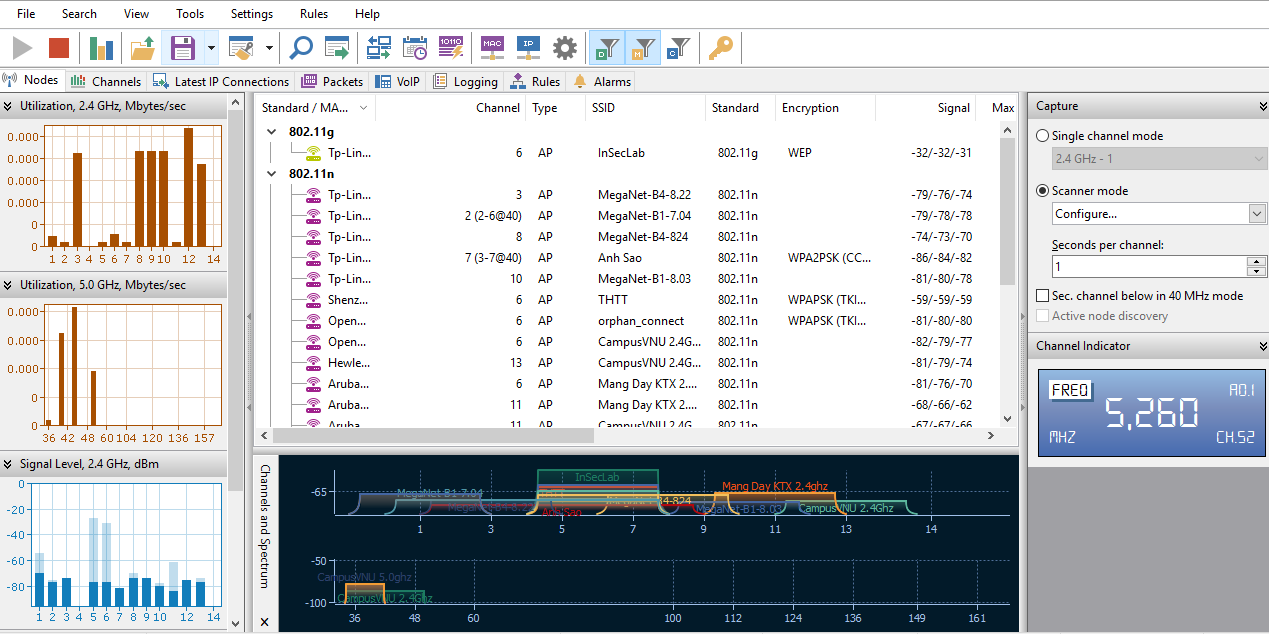 File Search View Tools Settings Rules Help
MAC IP 10110 D M C
Nodes Channels Latest IP Connections Packets VoIP Logging Rules Alarms
Utilization, 2.4 GHz, Mbytes/sec
0.000
0.000
0.000
0.000
0
0
1 2 3 4 5 6 7 8 9 10 12 14
Utilization, 5.0 GHz, Mbytes/sec
0.000
0.000
0.000
0
0
36 42 48 60 104 120 136 157
Signal Level, 2.4 GHz, dBm
0
-20
-40
-60
-80
1 2 3 4 5 6 7 8 9 10 12 14
Standard / MA... Channel Type SSID Standard Encryption Signal Max
802.11g
Tp-Lin... 6 AP InSecLab 802.11g WEP -32/-32/-31
802.11n
Tp-Lin... 3 AP MegaNet-B4-8.22 802.11n -79/-76/-74
Tp-Lin... 2 (2-6@40) AP MegaNet-B1-7.04 802.11n -79/-78/-78
Tp-Lin... 8 AP MegaNet-B4-824 802.11n -74/-73/-70
Tp-Lin... 7 (3-7@40) AP Anh Sao 802.11n WPA2PSK (CC... -86/-84/-82
Tp-Lin... 10 AP MegaNet-B1-8.03 802.11n -81/-80/-78
Shenz... 6 AP THTT 802.11n WPAPSK (TKI... -59/-59/-59
Open... 6 AP orphan_connect 802.11n WPAPSK (TKI... -81/-80/-80
Open... 6 AP CampusVNU 2.4G... 802.11n -82/-79/-77
Hewle... 13 AP CampusVNU 2.4G... 802.11n -81/-79/-74
Aruba... 6 AP Mang Day KTX 2.... 802.11n -81/-76/-70
Aruba... 11 AP Mang Day KTX 2.... 802.11n -68/-66/-62
Aruba... 11 AP CampusVNU 2.4G... 802.11n -67/-67/-66
Channels and Spectrum
-65
InSecLab
MegaNet-B1-7.04 THTT Mang Day KTX 2.4ghz
MegaNet-B4-8.22 Anh Sao MegaNet-B4-824 MegaNet-B1-8.03 CampusVNU 2.4Ghz
1 3 5 7 9 11 13 14
-50
CampusVNU 5.0ghz
CampusVNU 2.4Ghz
-100
36 48 60 100 112 124 136 149 161
Capture
Single channel mode
2.4 GHz - 1
Scanner mode
Configure...
Seconds per channel:
1
Sec. channel below in 40 MHz mode
Active node discovery
Channel Indicator
FREQ 5,260 A0.1
MHZ CH.52